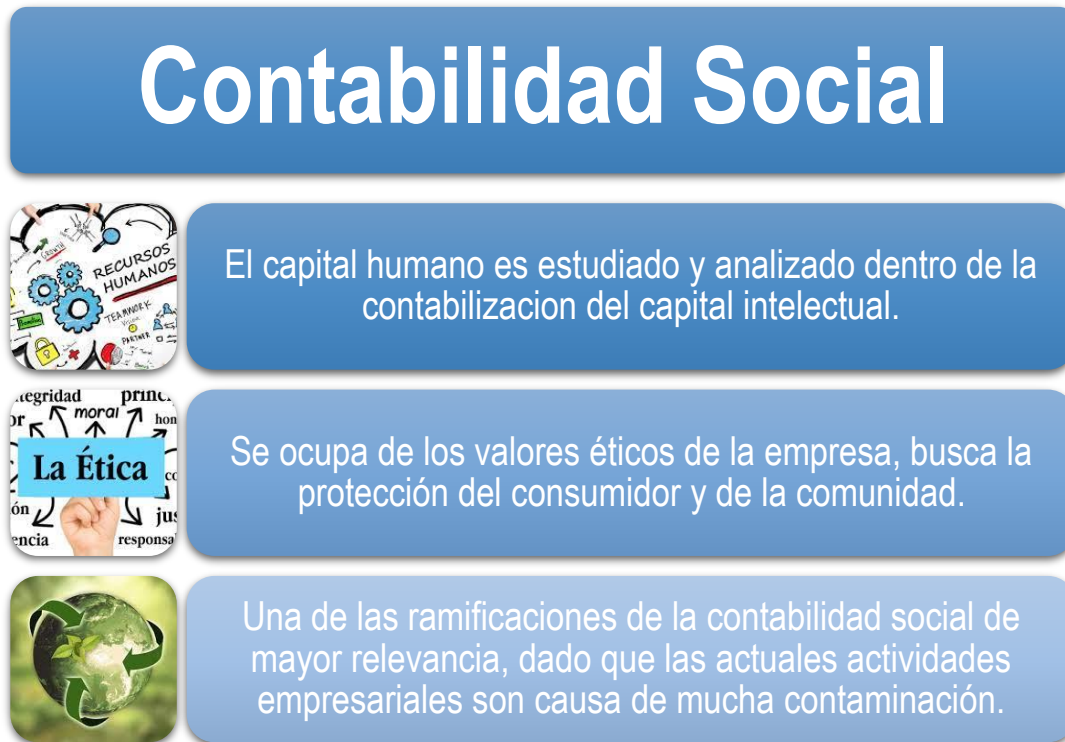 Contabilidad Social
GROWTH
RECURSOS
HUMANOS
TEAMWORK
PARTNER
El capital humano es estudiado y analizado dentro de la
contabilizacion del capital intelectual.
moral
La Ética
Se ocupa de los valores éticos de la empresa, busca la
protección del consumidor y de la comunidad.
Una de las ramificaciones de la contabilidad social de
mayor relevancia, dado que las actuales actividades
empresariales son causa de mucha contaminación.